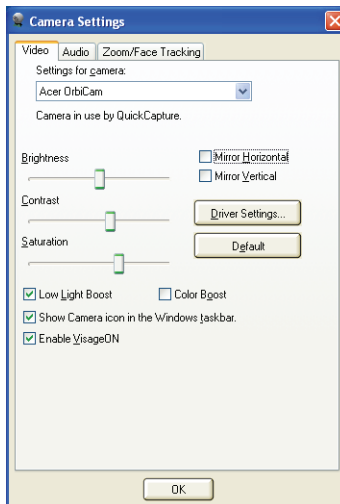 Camera Settings
Video Audio Zoom/Face Tracking
Settings for camera:
Acer OrbiCam
Camera in use by QuickCapture.
Brightness
Mirror Horizontal
Mirror Vertical
Contrast
Driver Settings...
Saturation
Default
Low Light Boost Color Boost
Show Camera icon in the Windows taskbar.
Enable VisageON
OK